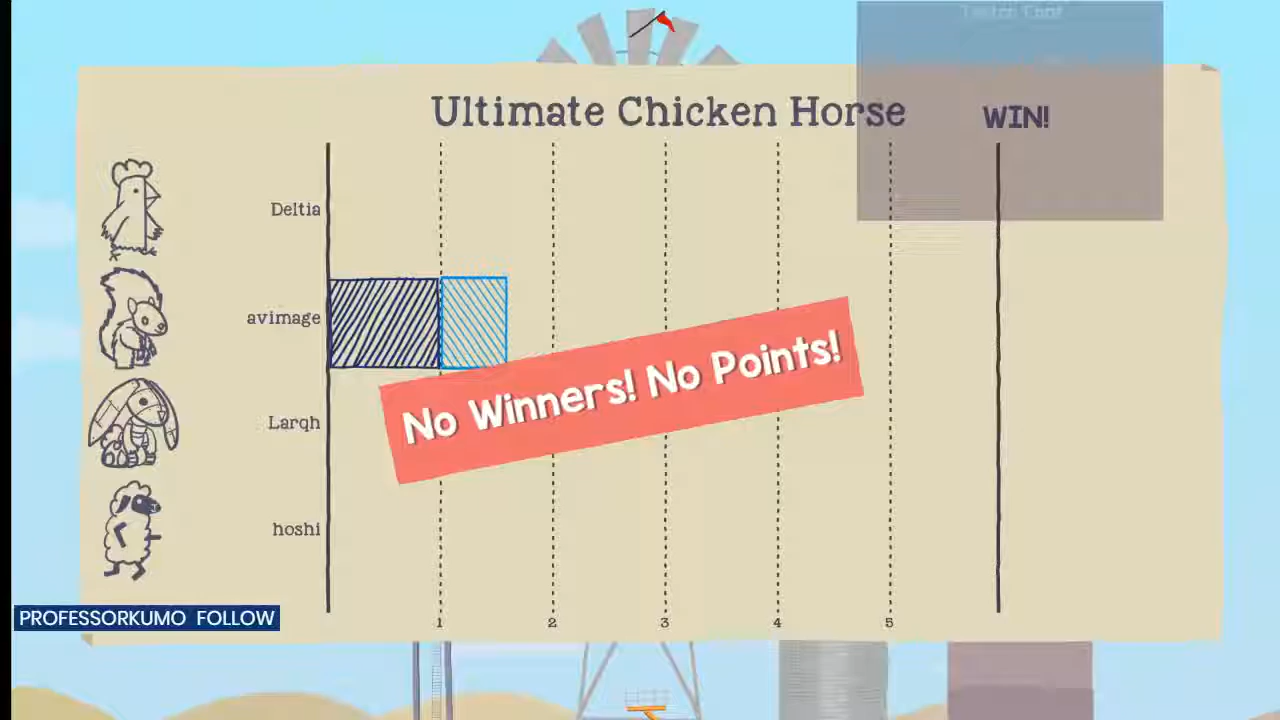 Ultimate Chicken Horse
WIN!
Deltia
avimage
No Winners! No Points!
Larqh
hoshi
PROFESSORKUMO FOLLOW
1 2 3 4 5